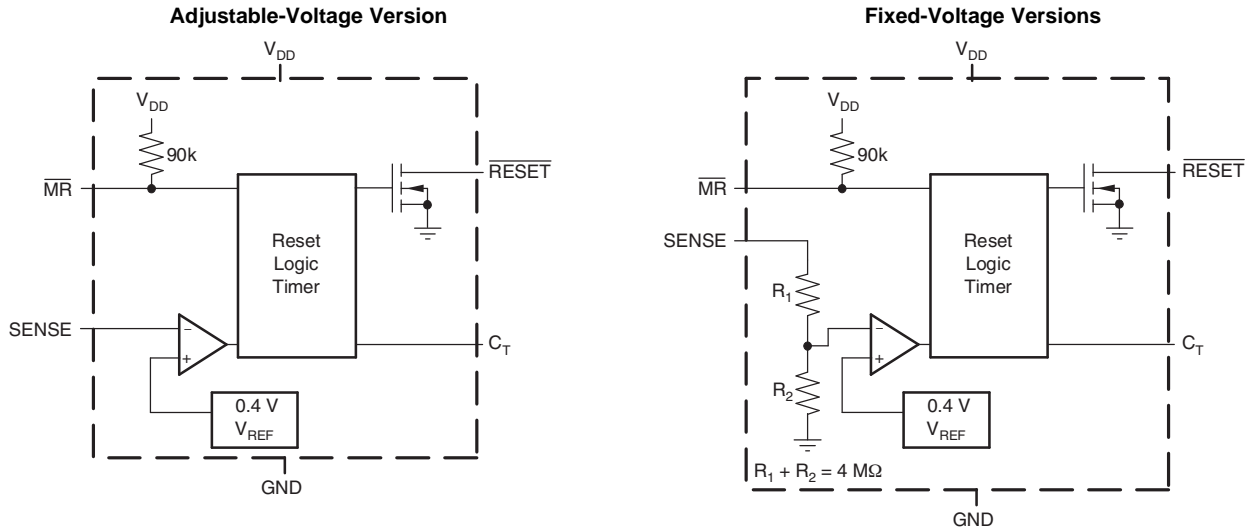 Adjustable-Voltage Version
V_DD
V_DD
90k
RESET
MR
Reset
Logic
Timer
SENSE
−
+
C_T
0.4 V
V_REF
GND
Fixed-Voltage Versions
V_DD
V_DD
90k
RESET
MR
SENSE
Reset
Logic
Timer
R_1
−
+
C_T
R_2
0.4 V
V_REF
R_1 + R_2 = 4 MΩ
GND